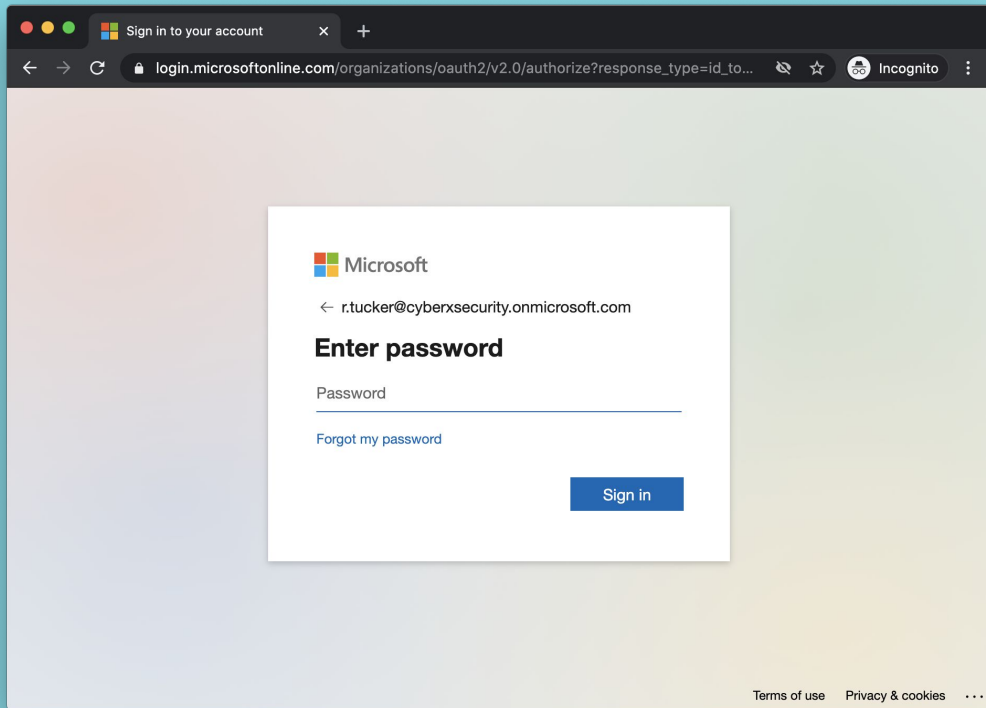 Sign in to your account
login.microsoftonline.com/organizations/oauth2/v2.0/authorize?response_type=id_to...
Incognito
Microsoft
r.tucker@cyberxsecurity.onmicrosoft.com
Enter password
Password
Forgot my password
Sign in
Terms of use Privacy & cookies ...